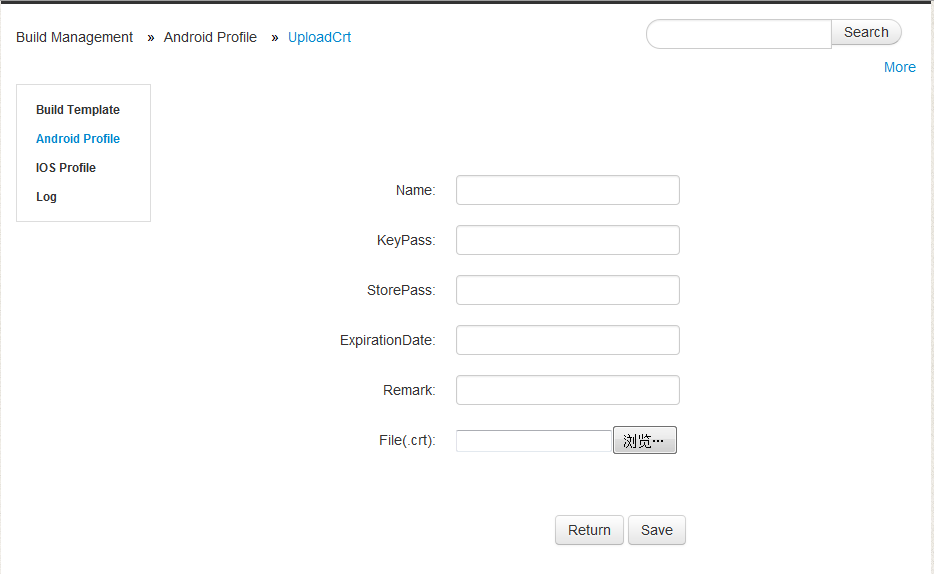 Build Management » Android Profile » UploadCrt
Search
More
Build Template
Android Profile
IOS Profile
Log
Name:
KeyPass:
StorePass:
ExpirationDate:
Remark:
File(.crt):
浏览…
Return
Save